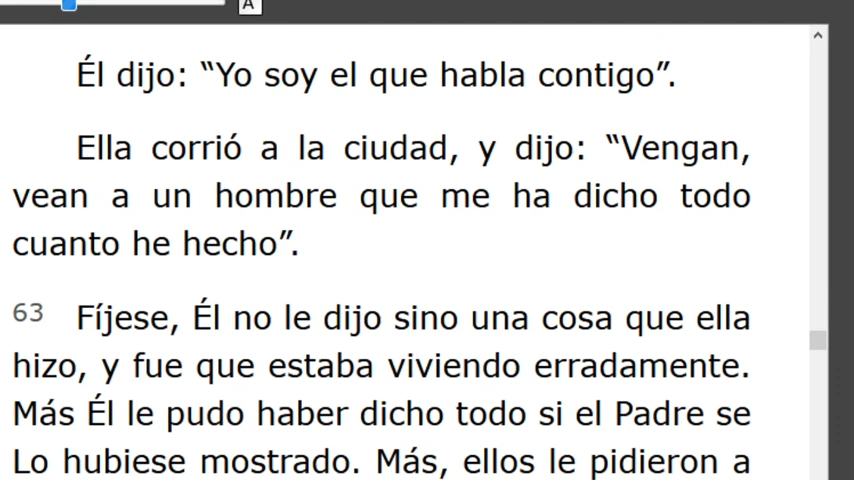 A
Él dijo: “Yo soy el que habla contigo”.
Ella corrió a la ciudad, y dijo: “Vengan,
vean a un hombre que me ha dicho todo
cuanto he hecho”.
63 Fíjese, Él no le dijo sino una cosa que ella
hizo, y fue que estaba viviendo erradamente.
Más Él le pudo haber dicho todo si el Padre se
Lo hubiese mostrado. Más, ellos le pidieron a